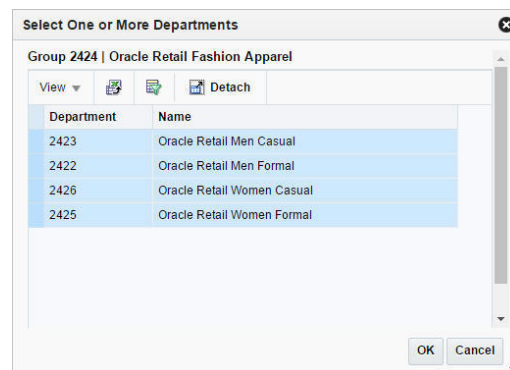 Select One or More Departments
Group 2424 | Oracle Retail Fashion Apparel
View Detach
Department Name
2423 Oracle Retail Men Casual
2422 Oracle Retail Men Formal
2426 Oracle Retail Women Casual
2425 Oracle Retail Women Formal
OK Cancel